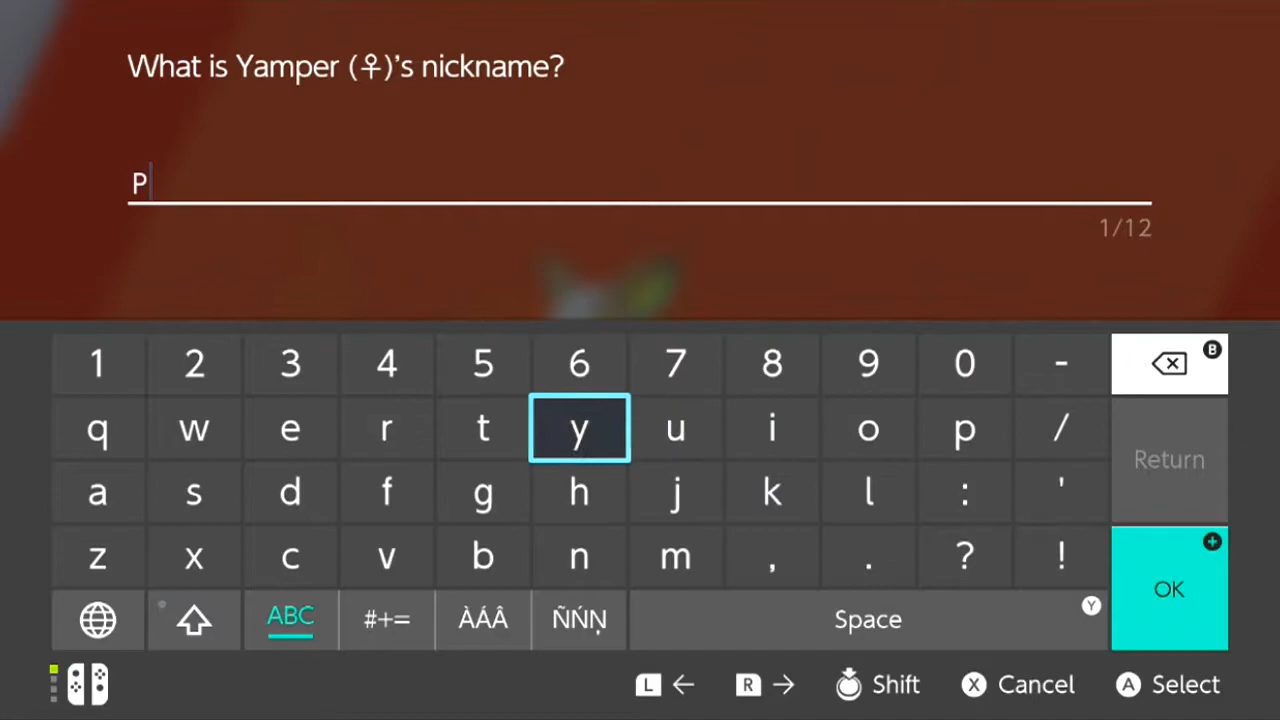 What is Yamper (♀)'s nickname?
P
1/12
1 2 3 4 5 6 7 8 9 0 - B
q w e r t y u i o p / Return
a s d f g h j k l : '
z x c v b n m , . ? ! + OK
ABC #+= ÀÁÂ ÑŃŅ Space Y
L ← R → Shift X Cancel A Select